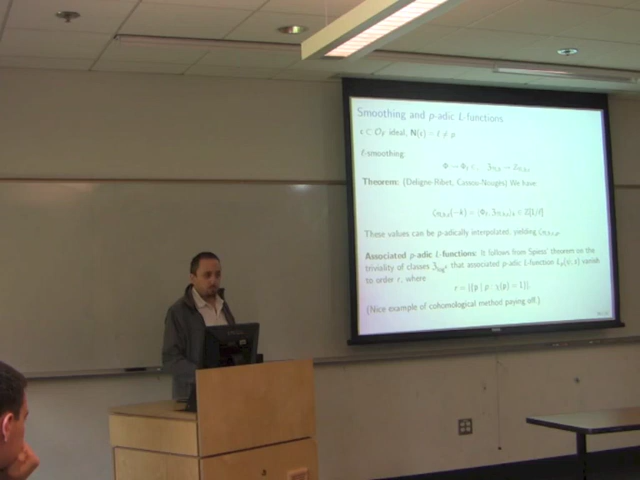 Smoothing and p-adic L-functions
ideal, N(c) = ℓ ≠ p
ℓ-smoothing:
Theorem: (Deligne-Ribet, Cassou-Noguès) We have
These values can be p-adically interpolated, yielding
Associated p-adic L-functions: It follows from Spiess' theorem on the
triviality of classes that associated p-adic L-function vanish
to order r, where
r = |{𝔭 | p : χ(𝔭) = 1}|.
(Nice example of cohomological method paying off.)